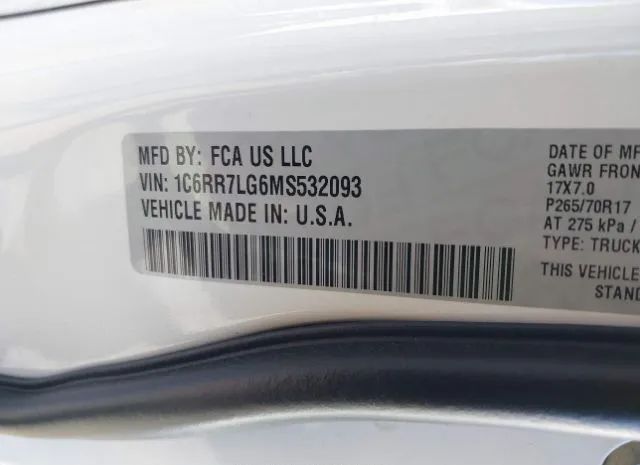 MFD BY: FCA US LLC
VIN: 1C6RR7LG6MS532093
VEHICLE MADE IN: U.S.A.
DATE OF MF
GAWR FRON
17X7.0
P265/70R17
AT 275 kPa /
TYPE: TRUCK
THIS VEHICLE
STAND